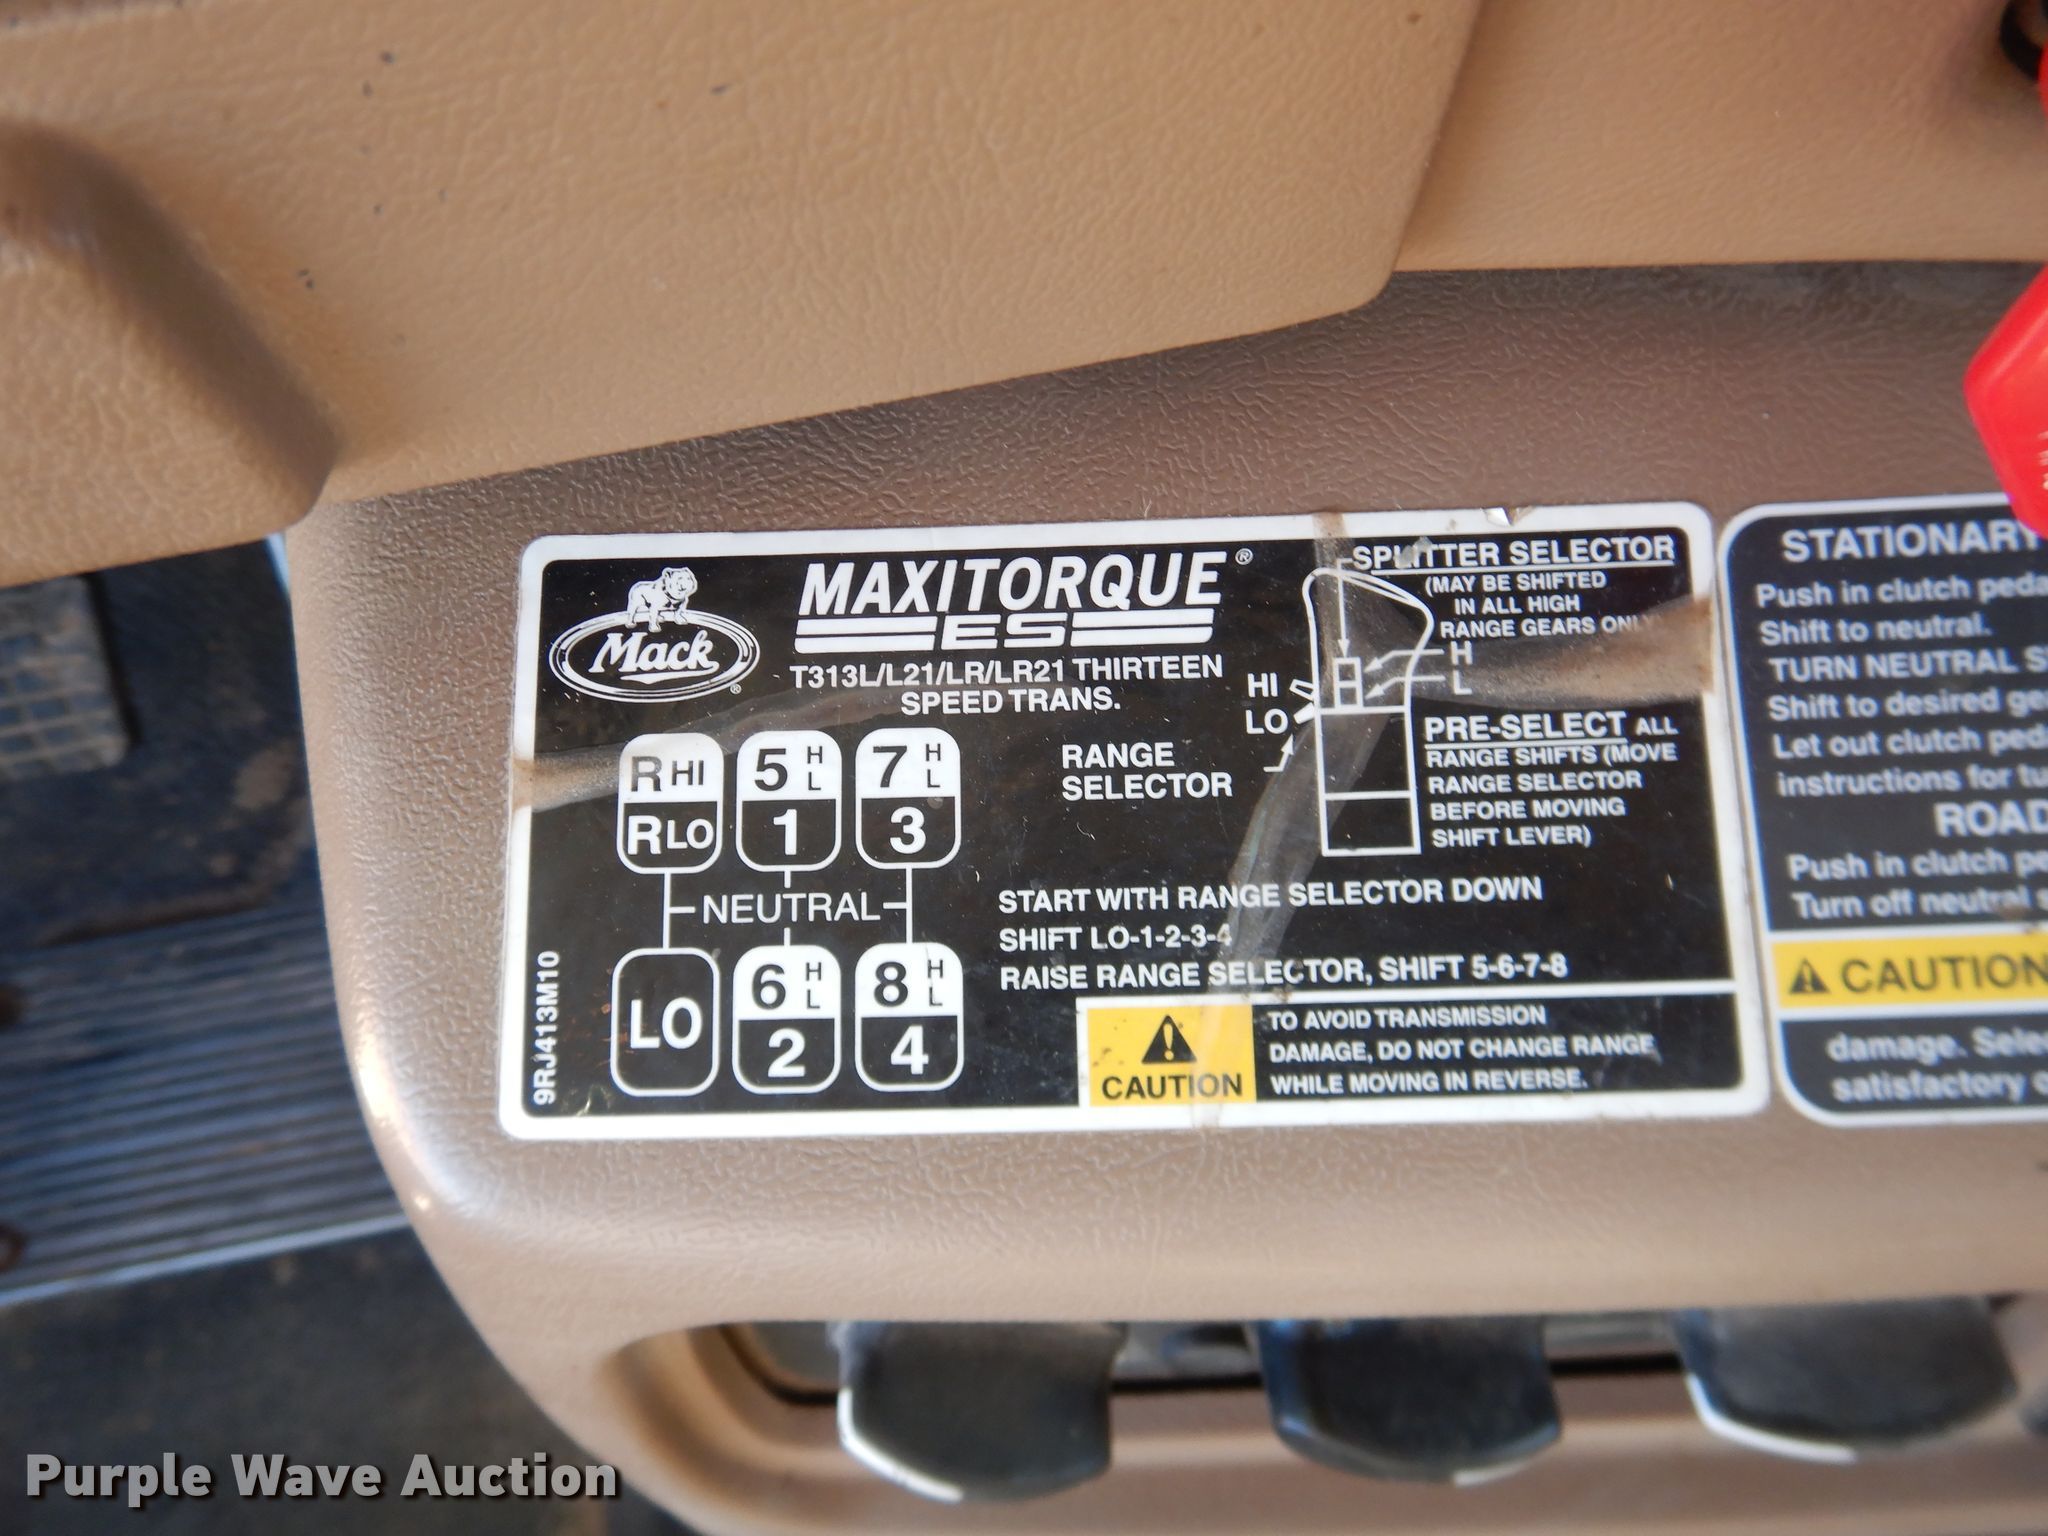 Mack®
MAXITORQUE®
ES
T313L/L21/LR/LR21 THIRTEEN
SPEED TRANS.
R HI
R LO
5 H L
1
7 H L
3
NEUTRAL
LO
6 H L
2
8 H L
4
9RJ413M10
SPLITTER SELECTOR
(MAY BE SHIFTED
IN ALL HIGH
RANGE GEARS ONLY
H
L
HI
LO
RANGE
SELECTOR
PRE-SELECT ALL
RANGE SHIFTS (MOVE
RANGE SELECTOR
BEFORE MOVING
SHIFT LEVER)
START WITH RANGE SELECTOR DOWN
SHIFT LO-1-2-3-4
RAISE RANGE SELECTOR, SHIFT 5-6-7-8
CAUTION
TO AVOID TRANSMISSION
DAMAGE, DO NOT CHANGE RANGE
WHILE MOVING IN REVERSE.
STATIONARY
Push in clutch
Shift to neutral.
TURN NEUTRAL
Shift to desired
Let out clutch
instructions for
Push in clutch
Turn off neutral
CAUTION
damage.
satisfactory
Purple Wave Auction